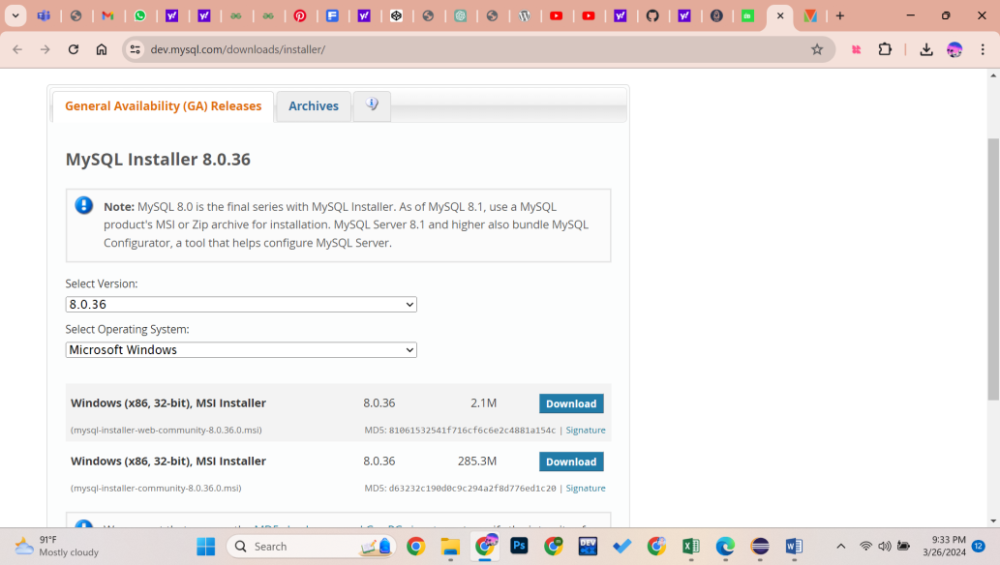 dev.mysql.com/downloads/installer/
General Availability (GA) Releases
Archives
MySQL Installer 8.0.36
Note: MySQL 8.0 is the final series with MySQL Installer. As of MySQL 8.1, use a MySQL
product's MSI or Zip archive for installation. MySQL Server 8.1 and higher also bundle MySQL
Configurator, a tool that helps configure MySQL Server.
Select Version:
8.0.36
Select Operating System:
Microsoft Windows
Windows (x86, 32-bit), MSI Installer 8.0.36 2.1M Download
(mysql-installer-web-community-8.0.36.0.msi) MD5: 81061532541f716cf6c6e2c4881a154c | Signature
Windows (x86, 32-bit), MSI Installer 8.0.36 285.3M Download
(mysql-installer-community-8.0.36.0.msi) MD5: d63232c190d0c9c294a2f8d776ed1c20 | Signature
91°F
Mostly cloudy
Search
Ps
DEV
9:33 PM
3/26/2024
12